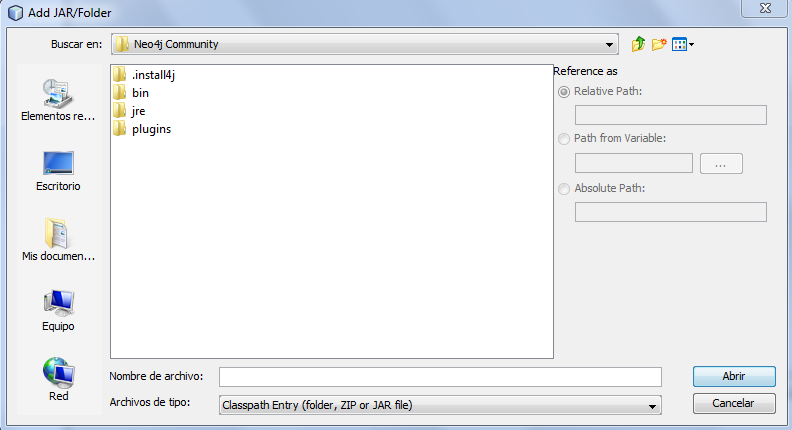 Add JAR/Folder
Buscar en:
Neo4j Community
Elementos re...
Escritorio
Mis documen...
Equipo
Red
.install4j
bin
jre
plugins
Reference as
Relative Path:
Path from Variable:
...
Absolute Path:
Nombre de archivo:
Abrir
Archivos de tipo:
Classpath Entry (folder, ZIP or JAR file)
Cancelar